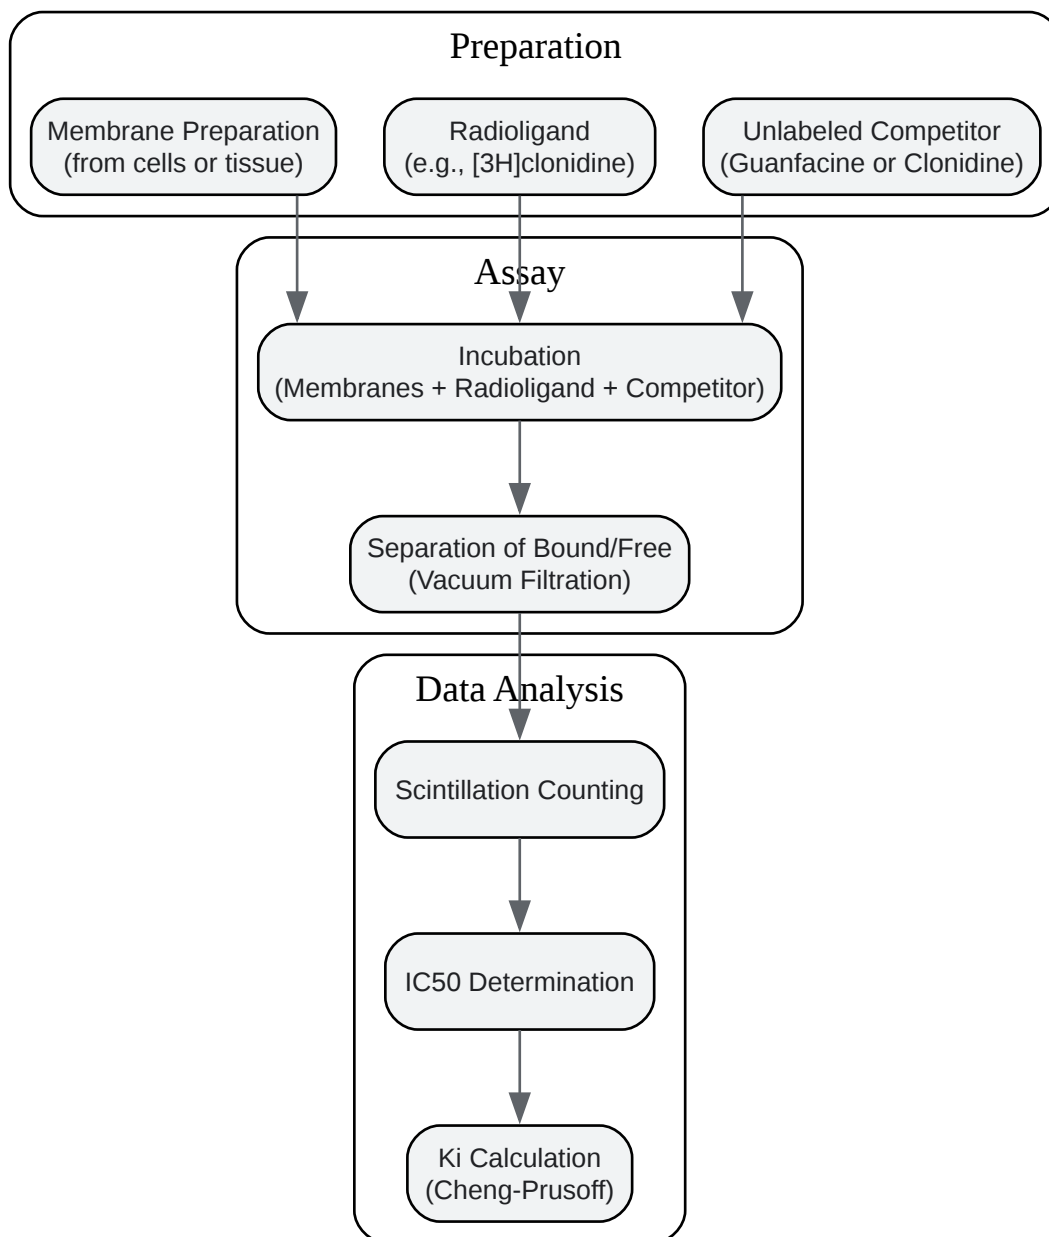 Preparation
Membrane Preparation
(from cells or tissue)
Radioligand
(e.g., [3H]clonidine)
Unlabeled Competitor
(Guanfacine or Clonidine)
Assay
Incubation
(Membranes + Radioligand + Competitor)
Separation of Bound/Free
(Vacuum Filtration)
Data Analysis
Scintillation Counting
IC50 Determination
Ki Calculation
(Cheng-Prusoff)